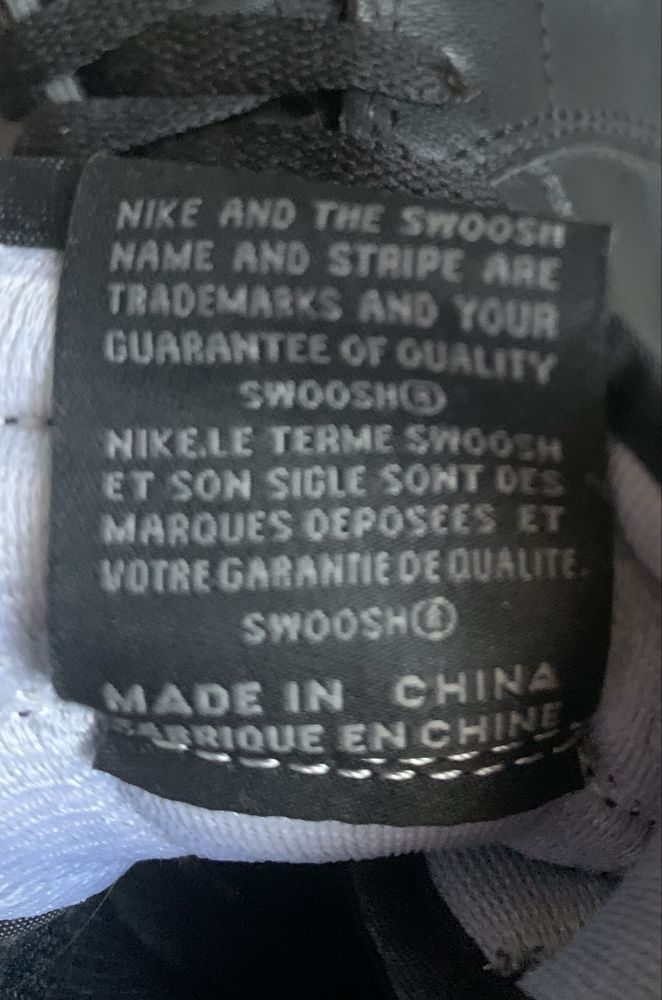 NIKE AND THE SWOOSH
NAME AND STRIPE ARE
TRADEMARKS AND YOUR
GUARANTEE OF QUALITY
SWOOSH®
NIKE.LE TERME SWOOSH
ET SON SIGLE SONT DES
MARQUES DEPOSEES ET
VOTRE GARANTIE DE QUALITE.
SWOOSH®
MADE IN CHINA
FABRIQUE EN CHINE